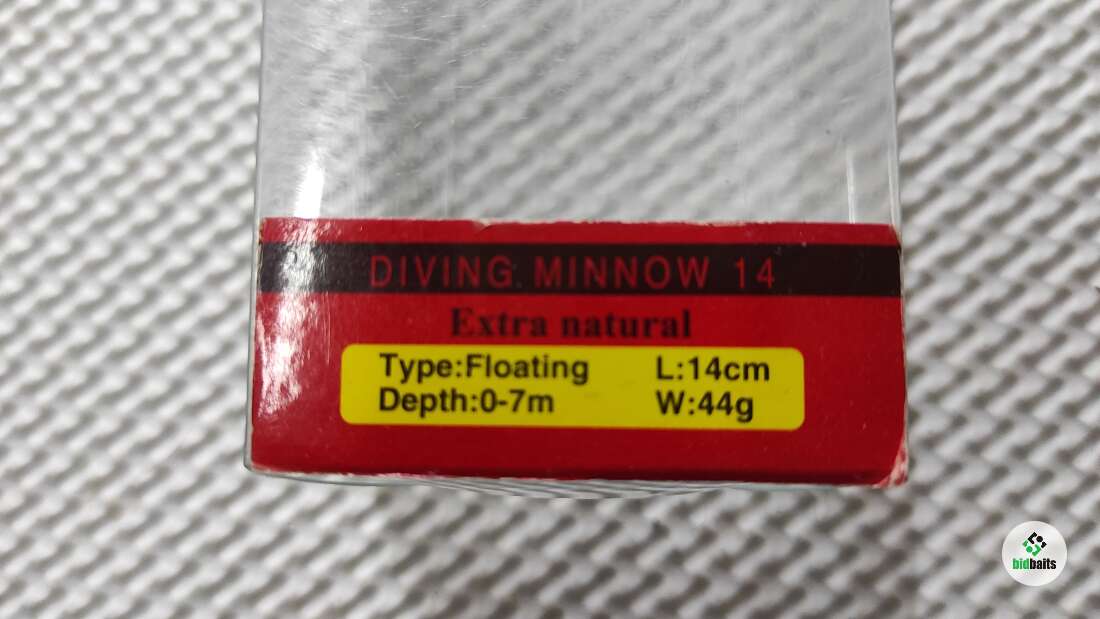 DIVING MINNOW 14
Extra natural
Type:Floating L:14cm
Depth:0-7m W:44g
bidbaits